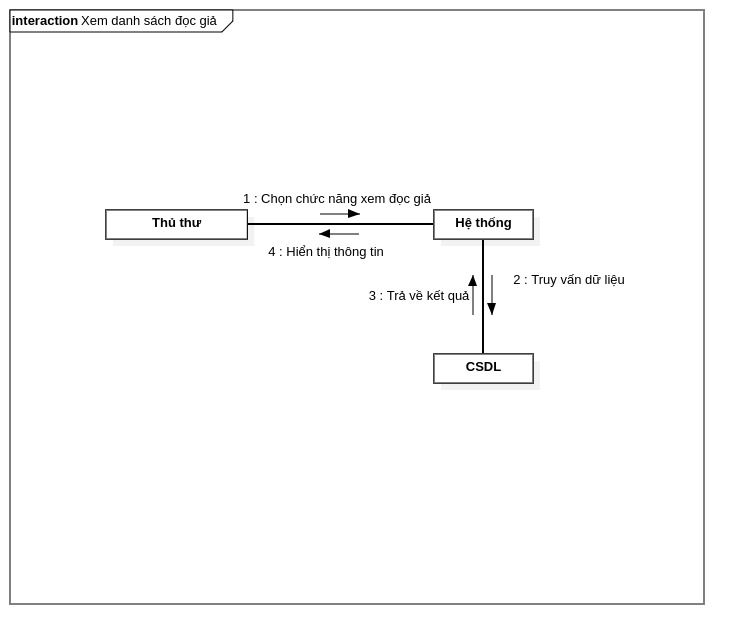 interaction Xem danh sách đọc giả
1 : Chọn chức năng xem đọc giả
Thủ thư
Hệ thống
4 : Hiển thị thông tin
2 : Truy vấn dữ liệu
3 : Trả về kết quả
CSDL